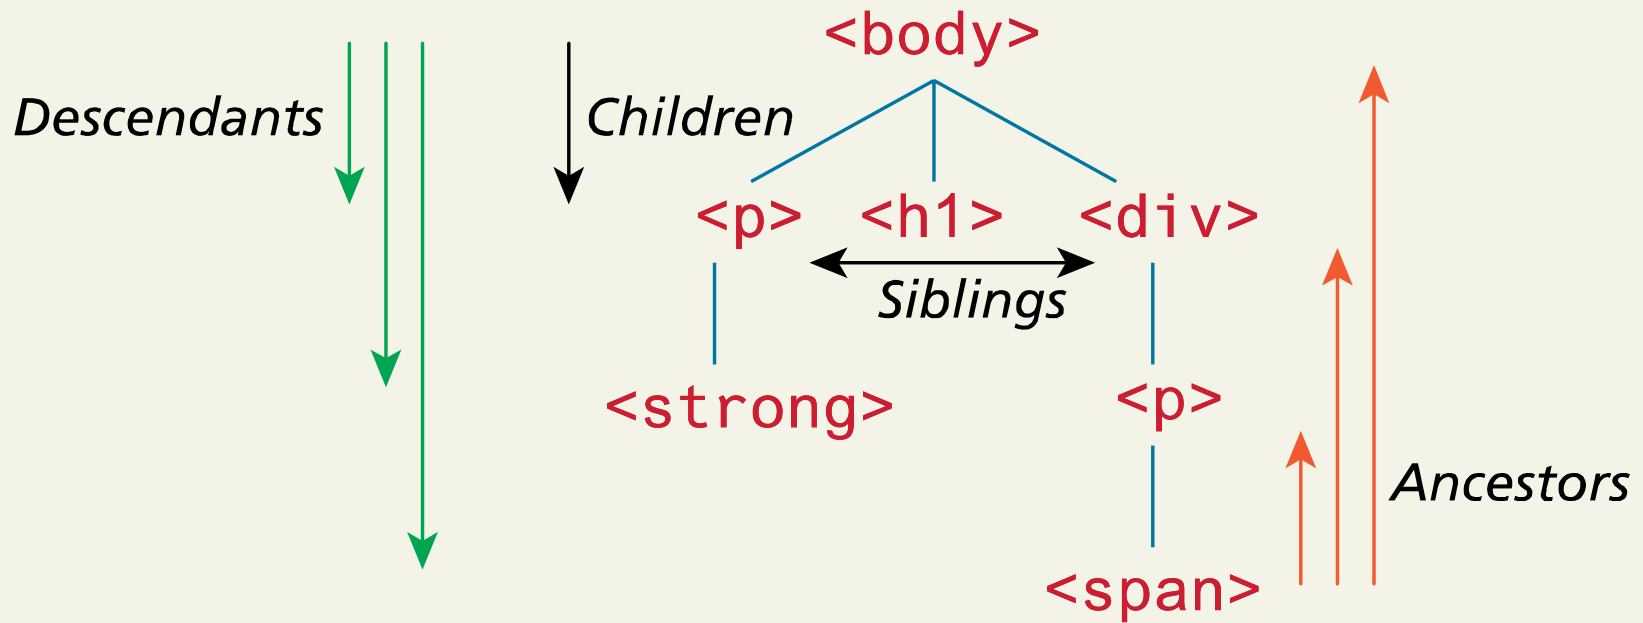 <body>
Descendants
Children
<p> <h1> <div>
Siblings
<strong>
<p>
Ancestors
<span>